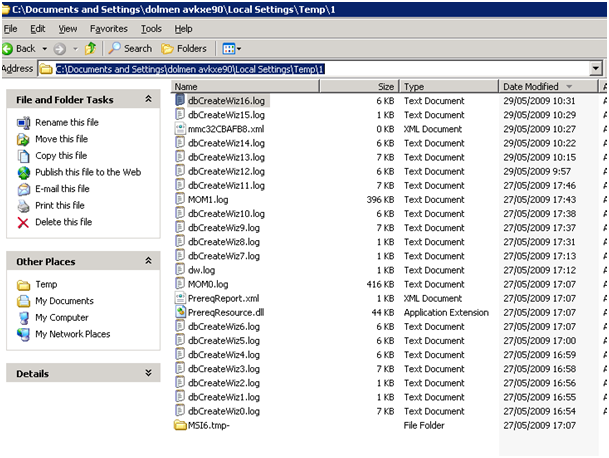 C:\Documents and Settings\dolmen avkxe90\Local Settings\Temp\1
File Edit View Favorites Tools Help
Back Search Folders
Address C:\Documents and Settings\dolmen avkxe90\Local Settings\Temp\1
File and Folder Tasks
Rename this file
Move this file
Copy this file
Publish this file to the Web
E-mail this file
Print this file
Delete this file
Other Places
Temp
My Documents
My Computer
My Network Places
Details
Name Size Type Date Modified
dbCreateWiz16.log 6 KB Text Document 29/05/2009 10:31
dbCreateWiz15.log 1 KB Text Document 29/05/2009 10:29
mmc32CBAFB8.xml 0 KB XML Document 29/05/2009 10:27
dbCreateWiz14.log 6 KB Text Document 29/05/2009 10:22
dbCreateWiz13.log 7 KB Text Document 29/05/2009 10:15
dbCreateWiz12.log 6 KB Text Document 29/05/2009 9:57
dbCreateWiz11.log 7 KB Text Document 27/05/2009 17:46
MOM1.log 396 KB Text Document 27/05/2009 17:43
dbCreateWiz10.log 6 KB Text Document 27/05/2009 17:38
dbCreateWiz9.log 7 KB Text Document 27/05/2009 17:37
dbCreateWiz8.log 1 KB Text Document 27/05/2009 17:31
dbCreateWiz7.log 1 KB Text Document 27/05/2009 17:13
dw.log 1 KB Text Document 27/05/2009 17:12
MOM0.log 416 KB Text Document 27/05/2009 17:07
PrereqReport.xml 1 KB XML Document 27/05/2009 17:07
PrereqResource.dll 44 KB Application Extension 27/05/2009 17:07
dbCreateWiz6.log 6 KB Text Document 27/05/2009 17:07
dbCreateWiz5.log 6 KB Text Document 27/05/2009 17:00
dbCreateWiz4.log 6 KB Text Document 27/05/2009 16:59
dbCreateWiz3.log 7 KB Text Document 27/05/2009 16:58
dbCreateWiz2.log 1 KB Text Document 27/05/2009 16:56
dbCreateWiz1.log 1 KB Text Document 27/05/2009 16:55
dbCreateWiz0.log 7 KB Text Document 27/05/2009 16:54
MSI6.tmp- File Folder 27/05/2009 17:07